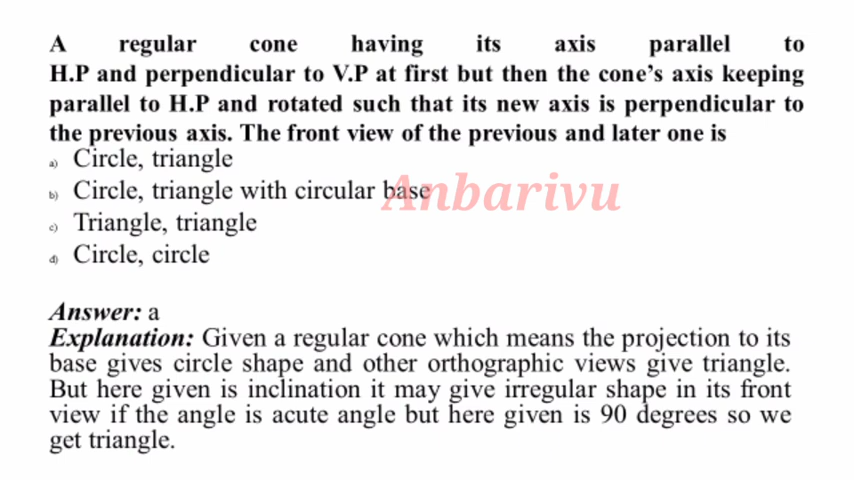 A regular cone having its axis parallel to
H.P and perpendicular to V.P at first but then the cone’s axis keeping
parallel to H.P and rotated such that its new axis is perpendicular to
the previous axis. The front view of the previous and later one is
a) Circle, triangle
b) Circle, triangle with circular base
Anbarivu
c) Triangle, triangle
d) Circle, circle
Answer: a
Explanation: Given a regular cone which means the projection to its
base gives circle shape and other orthographic views give triangle.
But here given is inclination it may give irregular shape in its front
view if the angle is acute angle but here given is 90 degrees so we
get triangle.